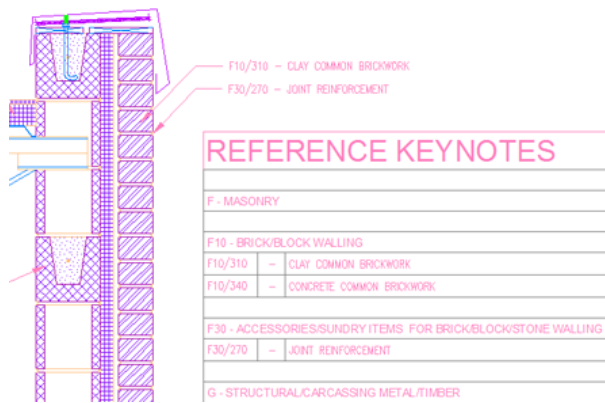 F10/310 - CLAY COMMON BRICKWORK
F30/270 - JOINT REINFORCEMENT
REFERENCE KEYNOTES
F - MASONRY
F10 - BRICK/BLOCK WALLING
F10/310 - CLAY COMMON BRICKWORK
F10/340 - CONCRETE COMMON BRICKWORK
F30 - ACCESSORIES/SUNDRY ITEMS FOR BRICK/BLOCK/STONE WALLING
F30/270 - JOINT REINFORCEMENT
G - STRUCTURAL/CARCASSING METAL/TIMBER